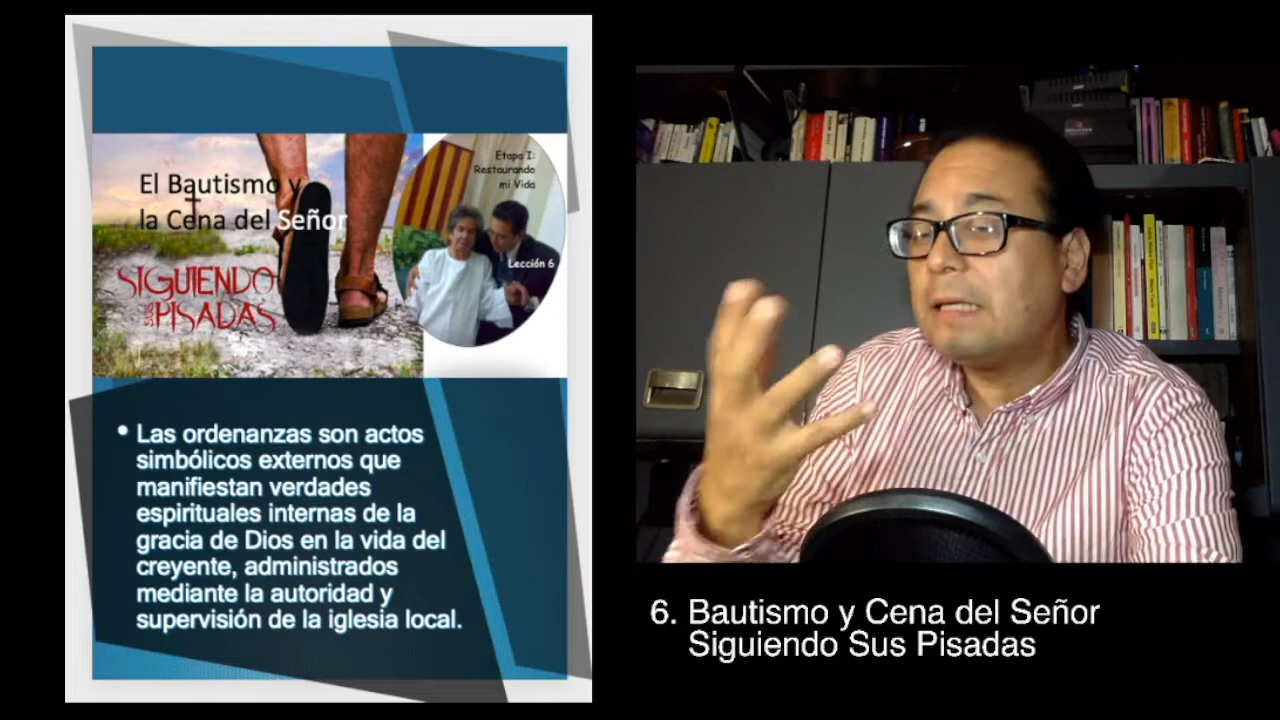 El Bautismo y
la Cena del Señor
SIGUIENDO
SUS
PISADAS
Etapa I:
Restaurando
mi Vida
Lección 6
• Las ordenanzas son actos
simbólicos externos que
manifiestan verdades
espirituales internas de la
gracia de Dios en la vida del
creyente, administrados
mediante la autoridad y
supervisión de la iglesia local.
6. Bautismo y Cena del Señor
Siguiendo Sus Pisadas